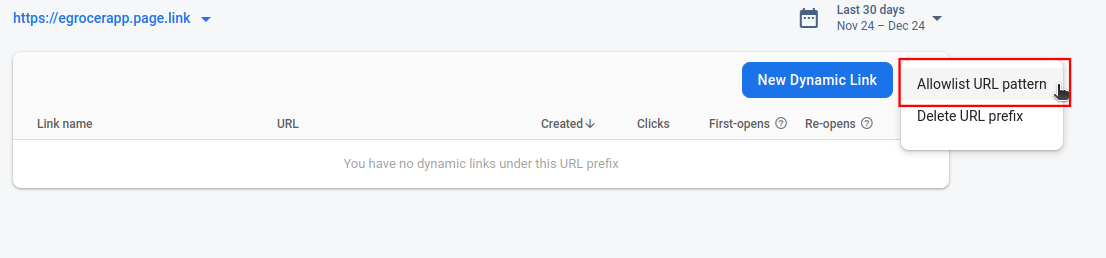 https://egrocerapp.page.link
Last 30 days
Nov 24 – Dec 24
New Dynamic Link
Allowlist URL pattern
Delete URL prefix
Link name URL Created Clicks First-opens Re-opens
You have no dynamic links under this URL prefix